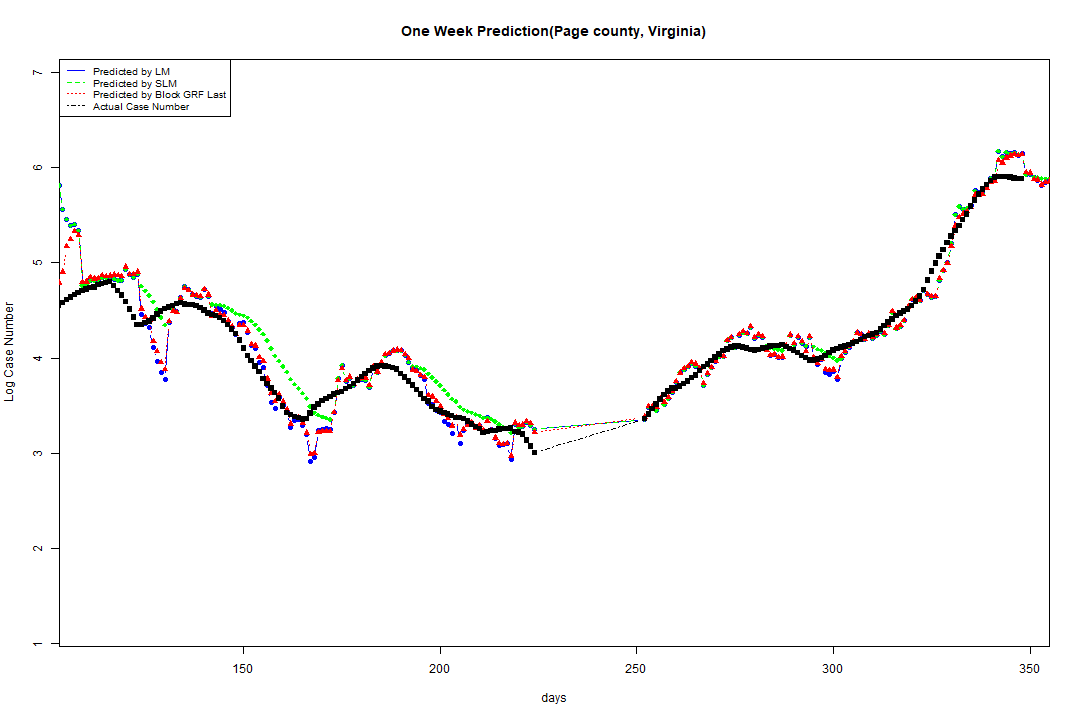 One Week Prediction(Page county, Virginia)
Predicted by LM
Predicted by SLM
Predicted by Block GRF Last
Actual Case Number
7
6
5
4
3
2
1
Log Case Number
150
200
250
300
350
days